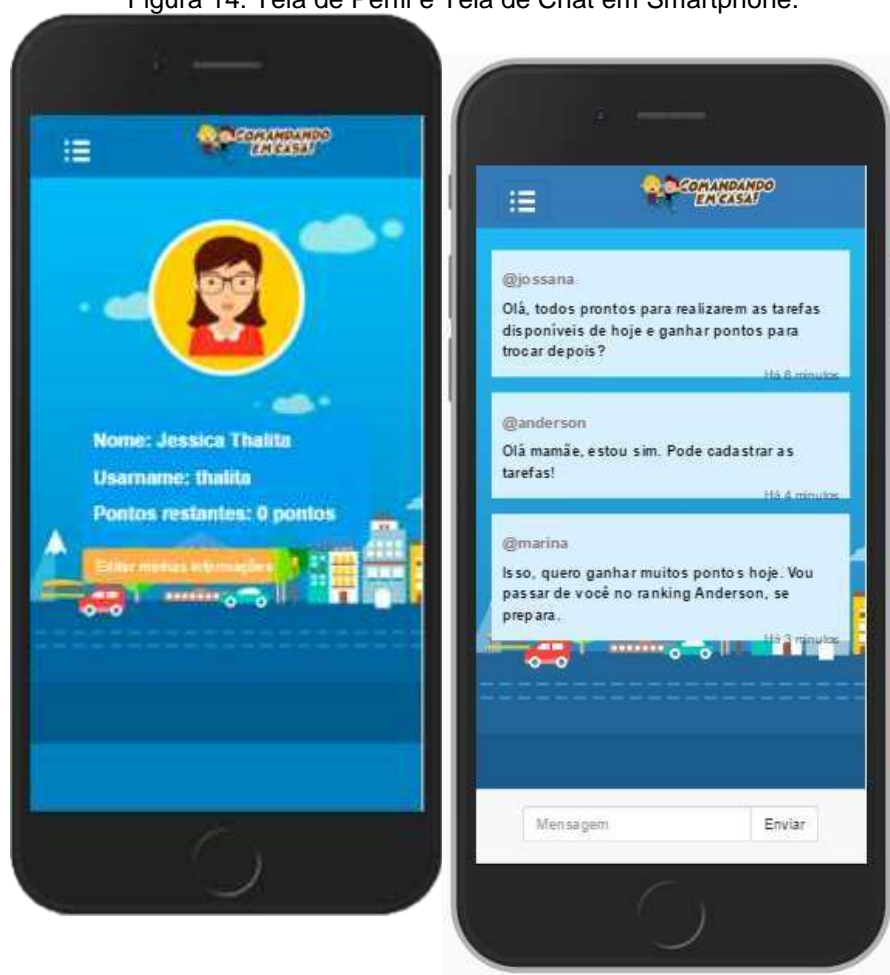 Figura 14: Tela de Perfil e Tela de Chat em Smartphone.
COMANDANDO
EM CASA!
Nome: Jessica Thalita
Usarname: thalita
Pontos restantes: 0 pontos
Editar minhas informações
COMANDANDO
EM CASA!
@jossana
Olá, todos prontos para realizarem as tarefas
disponíveis de hoje e ganhar pontos para
trocar depois?
Há 6 minutos
@anderson
Olá mamãe, estou sim. Pode cadastrar as
tarefas!
Há 4 minutos
@marina
Isso, quero ganhar muitos pontos hoje. Vou
passar de você no ranking Anderson, se
prepara.
Há 3 minutos
Mensagem
Enviar